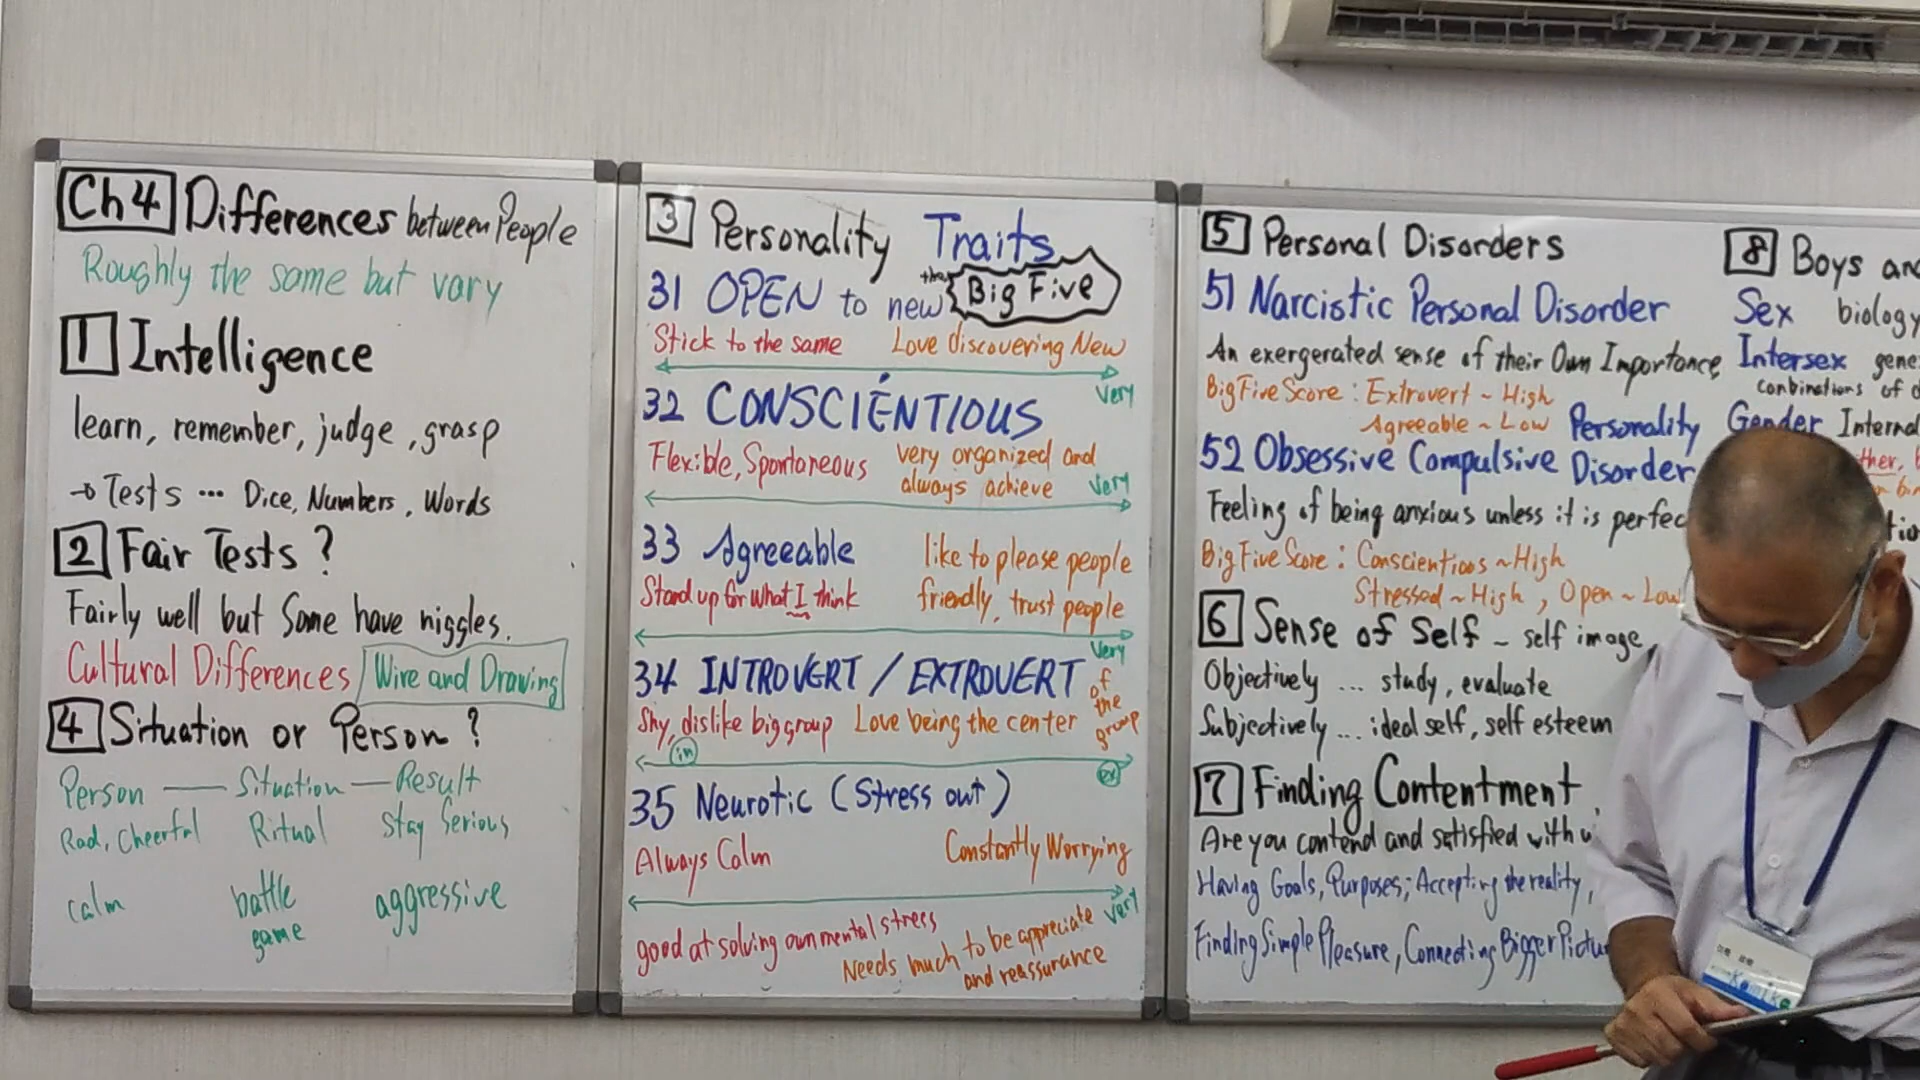 Ch4 Differences between People
Roughly the same but vary
1 Intelligence
learn, remember, judge, grasp
→ Tests ... Dice, Numbers, Words
2 Fair Tests?
Fairly well but Some have niggles.
Cultural Differences / Wire and Drawing
4 Situation or Person?
Person — Situation — Result
Rad, Cheerful Ritual Stay Serious
calm battle game aggressive
3 Personality Traits
the Big Five
31 OPEN to new
Stick to the same Love discovering New
Very
32 CONSCIENTIOUS
Flexible, Spontaneous very organized and
always achieve
Very
33 Agreeable like to please people
Stand up for what I think friendly, trust people
Very
34 INTROVERT / EXTROVERT
Shy, dislike big group Love being the center of the group
in ex
35 Neurotic (Stress out)
Always Calm Constantly Worrying
Very
good at solving own mental stress
Needs much to be appreciate
and reassurance
5 Personal Disorders
51 Narcistic Personal Disorder
An exergerated sense of their Own Importance
Big Five Score : Extrovert ~ High
Agreeable ~ Low
52 Obsessive Compulsive Personality Disorder
Feeling of being anxious unless it is perfec
Big Five Score : Conscientioos ~ High
Stressed ~ High, Open ~ Low
6 Sense of Self ~ self image
Objectively ... study, evaluate
Subjectively ... ideal self, self esteem
7 Finding Contentment
Are you contend and satisfied with
Having Goals, Purposes; Accepting the reality,
Finding Simple Pleasure, Connecting Bigger Pictu
8 Boys an
Sex biology
Intersex gene
combinations of
Gender Interna
Kamike